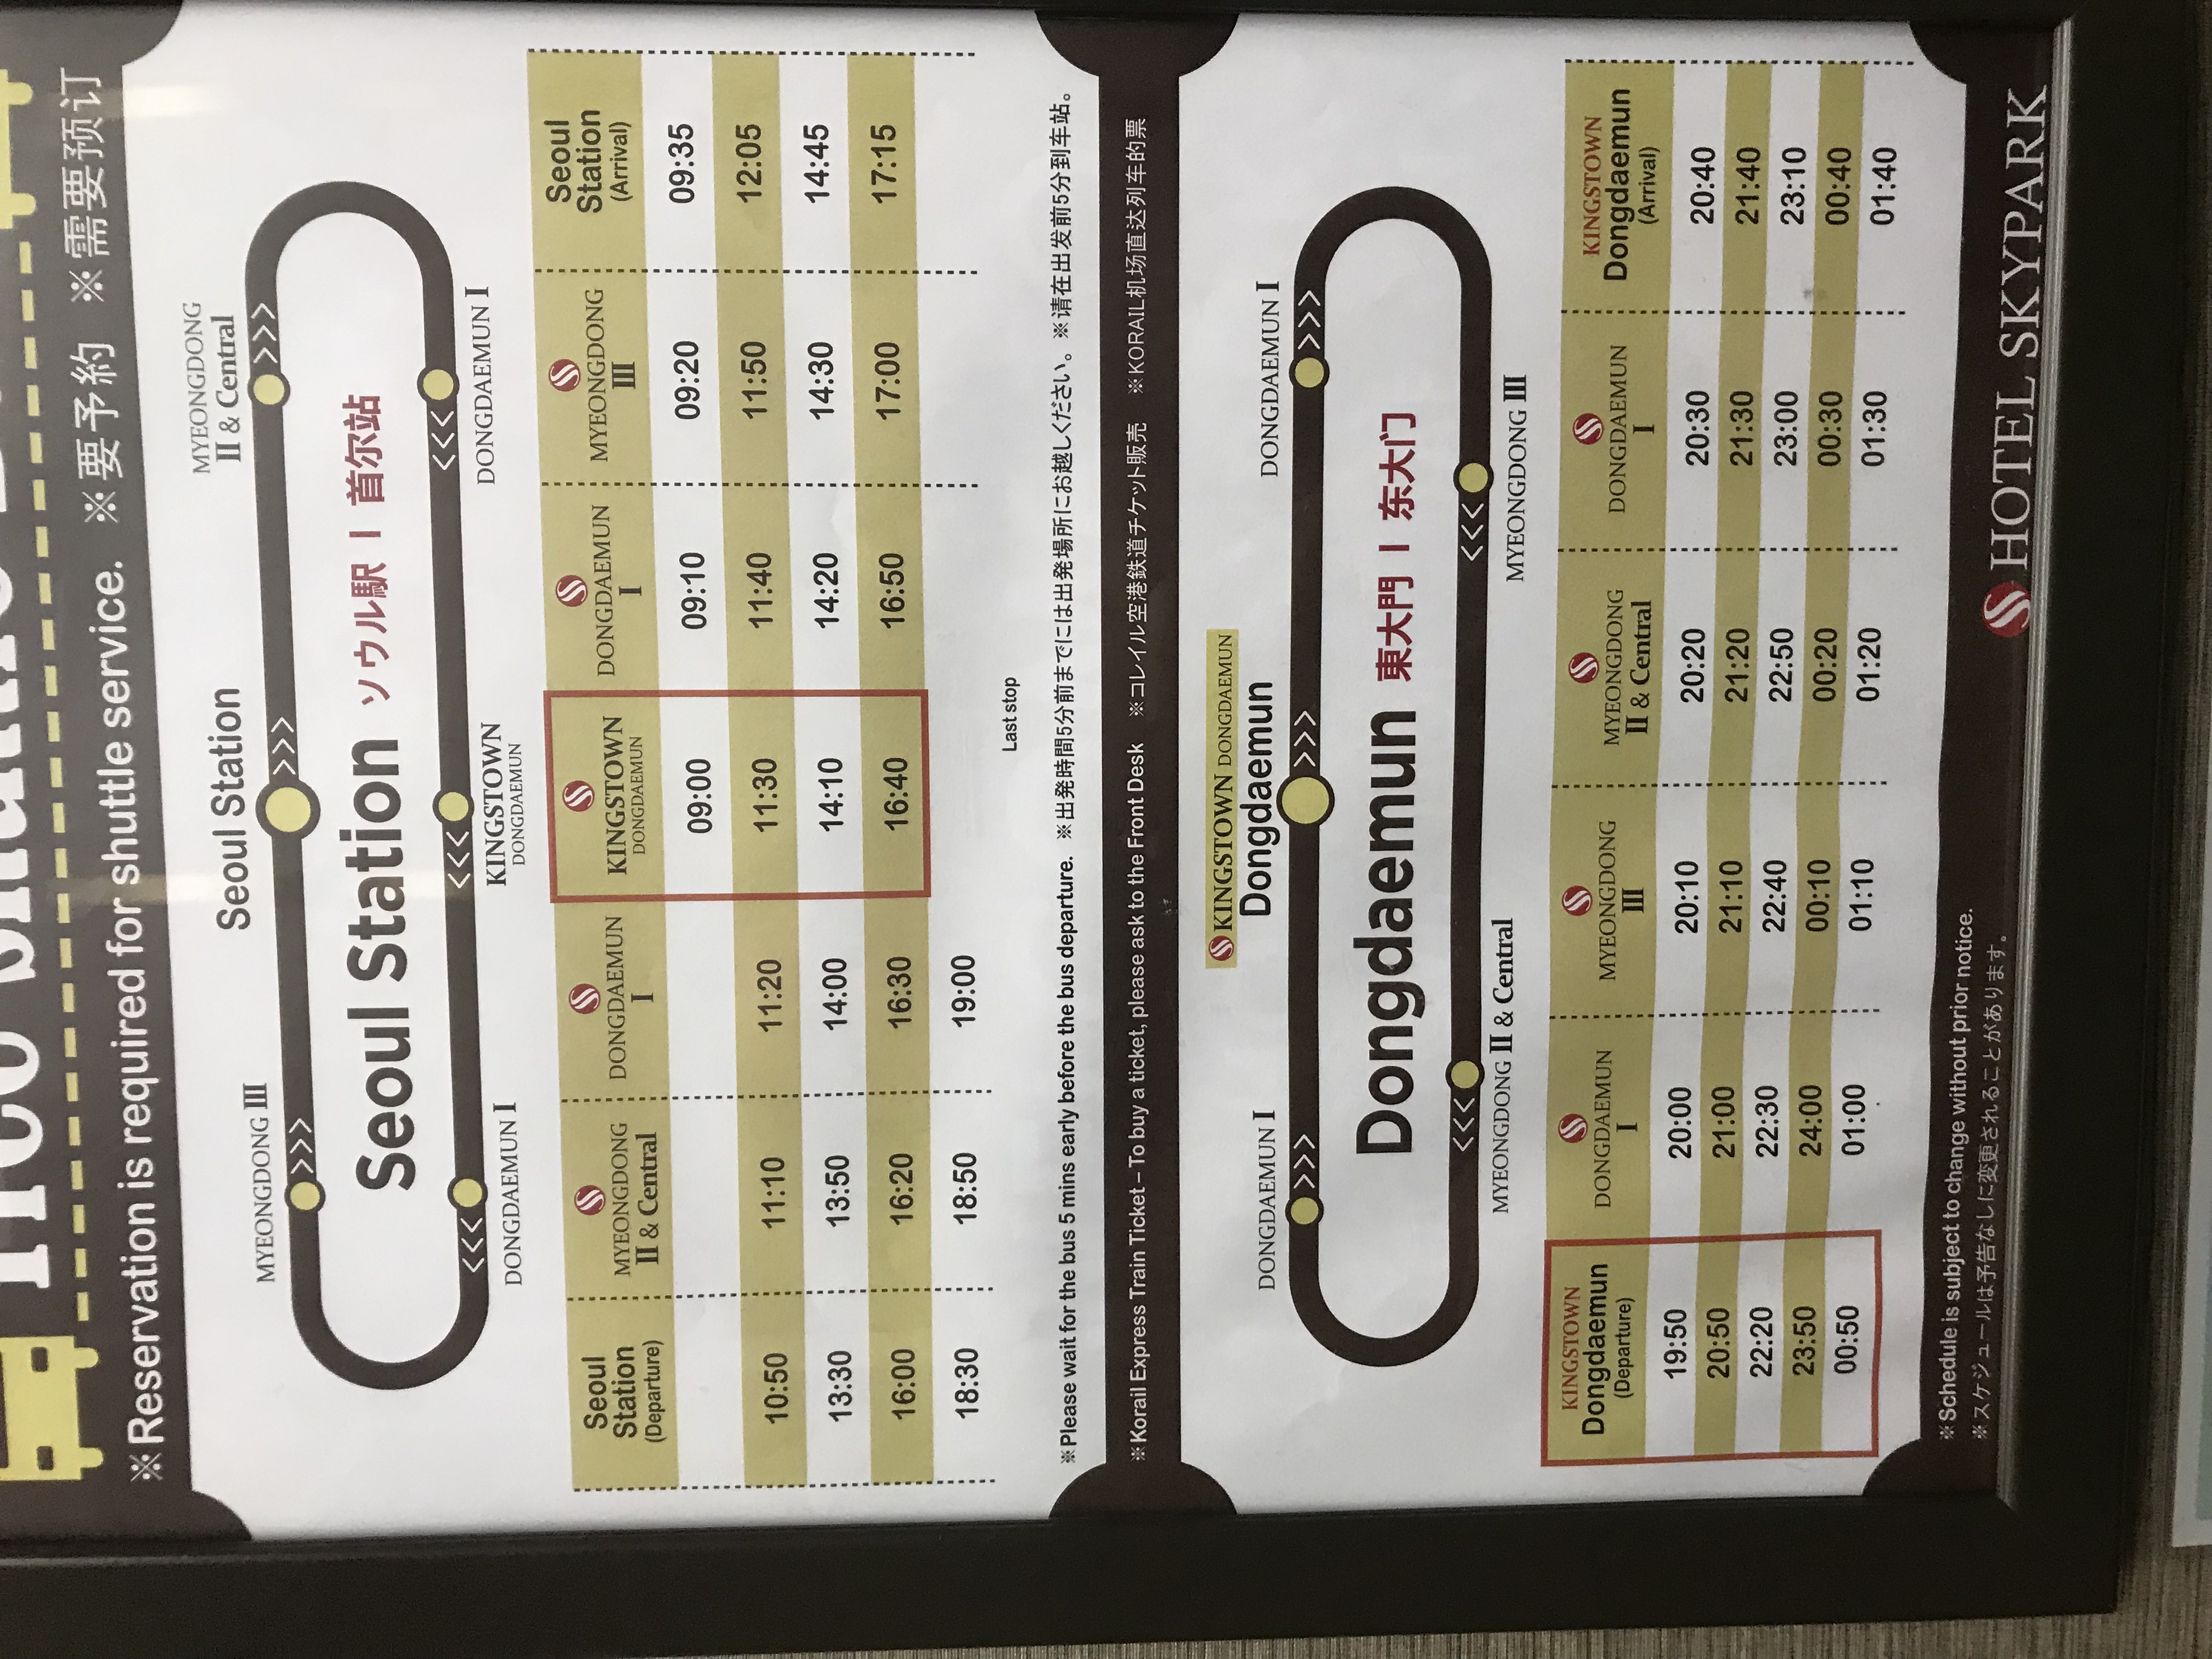 ※Reservation is required for shuttle service. ※要予約 ※需要预订
Seoul Station
MYEONGDONG III
MYEONGDONG
II & Central
Seoul Station ソウル駅 I 首尔站
DONGDAEMUN I
KINGSTOWN
DONGDAEMUN
DONGDAEMUN I
Seoul Station (Departure) MYEONGDONG II & Central DONGDAEMUN I KINGSTOWN DONGDAEMUN DONGDAEMUN I MYEONGDONG III Seoul Station (Arrival)
09:00 09:10 09:20 09:35
10:50 11:10 11:20 11:30 11:40 11:50 12:05
13:30 13:50 14:00 14:10 14:20 14:30 14:45
16:00 16:20 16:30 16:40 16:50 17:00 17:15
18:30 18:50 19:00
Last stop
※Please wait for the bus 5 mins early before the bus departure. ※出発時間5分前までには出発場所にお越しください。 ※请在出发前5分到车站。
※Korail Express Train Ticket – To buy a ticket, please ask to the Front Desk ※コレイル空港鉄道チケット販売 ※KORAIL机场直达列车的票
KINGSTOWN DONGDAEMUN
Dongdaemun
DONGDAEMUN I
DONGDAEMUN I
Dongdaemun 東大門 I 东大门
MYEONGDONG II & Central
MYEONGDONG III
KINGSTOWN Dongdaemun (Departure) DONGDAEMUN I MYEONGDONG III MYEONGDONG II & Central DONGDAEMUN I KINGSTOWN Dongdaemun (Arrival)
19:50 20:00 20:10 20:20 20:30 20:40
20:50 21:00 21:10 21:20 21:30 21:40
22:20 22:30 22:40 22:50 23:00 23:10
23:50 24:00 00:10 00:20 00:30 00:40
00:50 01:00 01:10 01:20 01:30 01:40
※Schedule is subject to change without prior notice.
※スケジュールは予告なしに変更されることがあります。
HOTEL SKYPARK